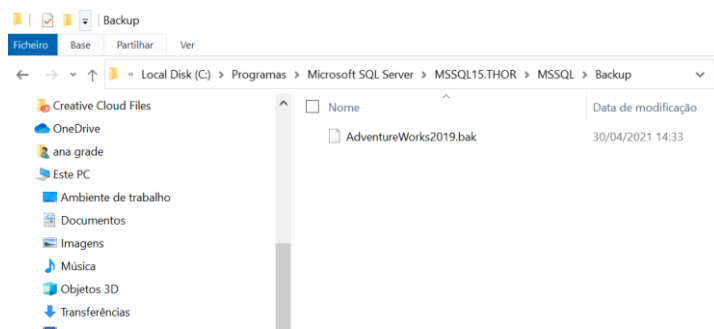 Backup
Ficheiro Base Partilhar Ver
« Local Disk (C:) > Programas > Microsoft SQL Server > MSSQL15.THOR > MSSQL > Backup
Creative Cloud Files
OneDrive
ana grade
Este PC
Ambiente de trabalho
Documentos
Imagens
Música
Objetos 3D
Transferências
Nome Data de modificação
AdventureWorks2019.bak 30/04/2021 14:33